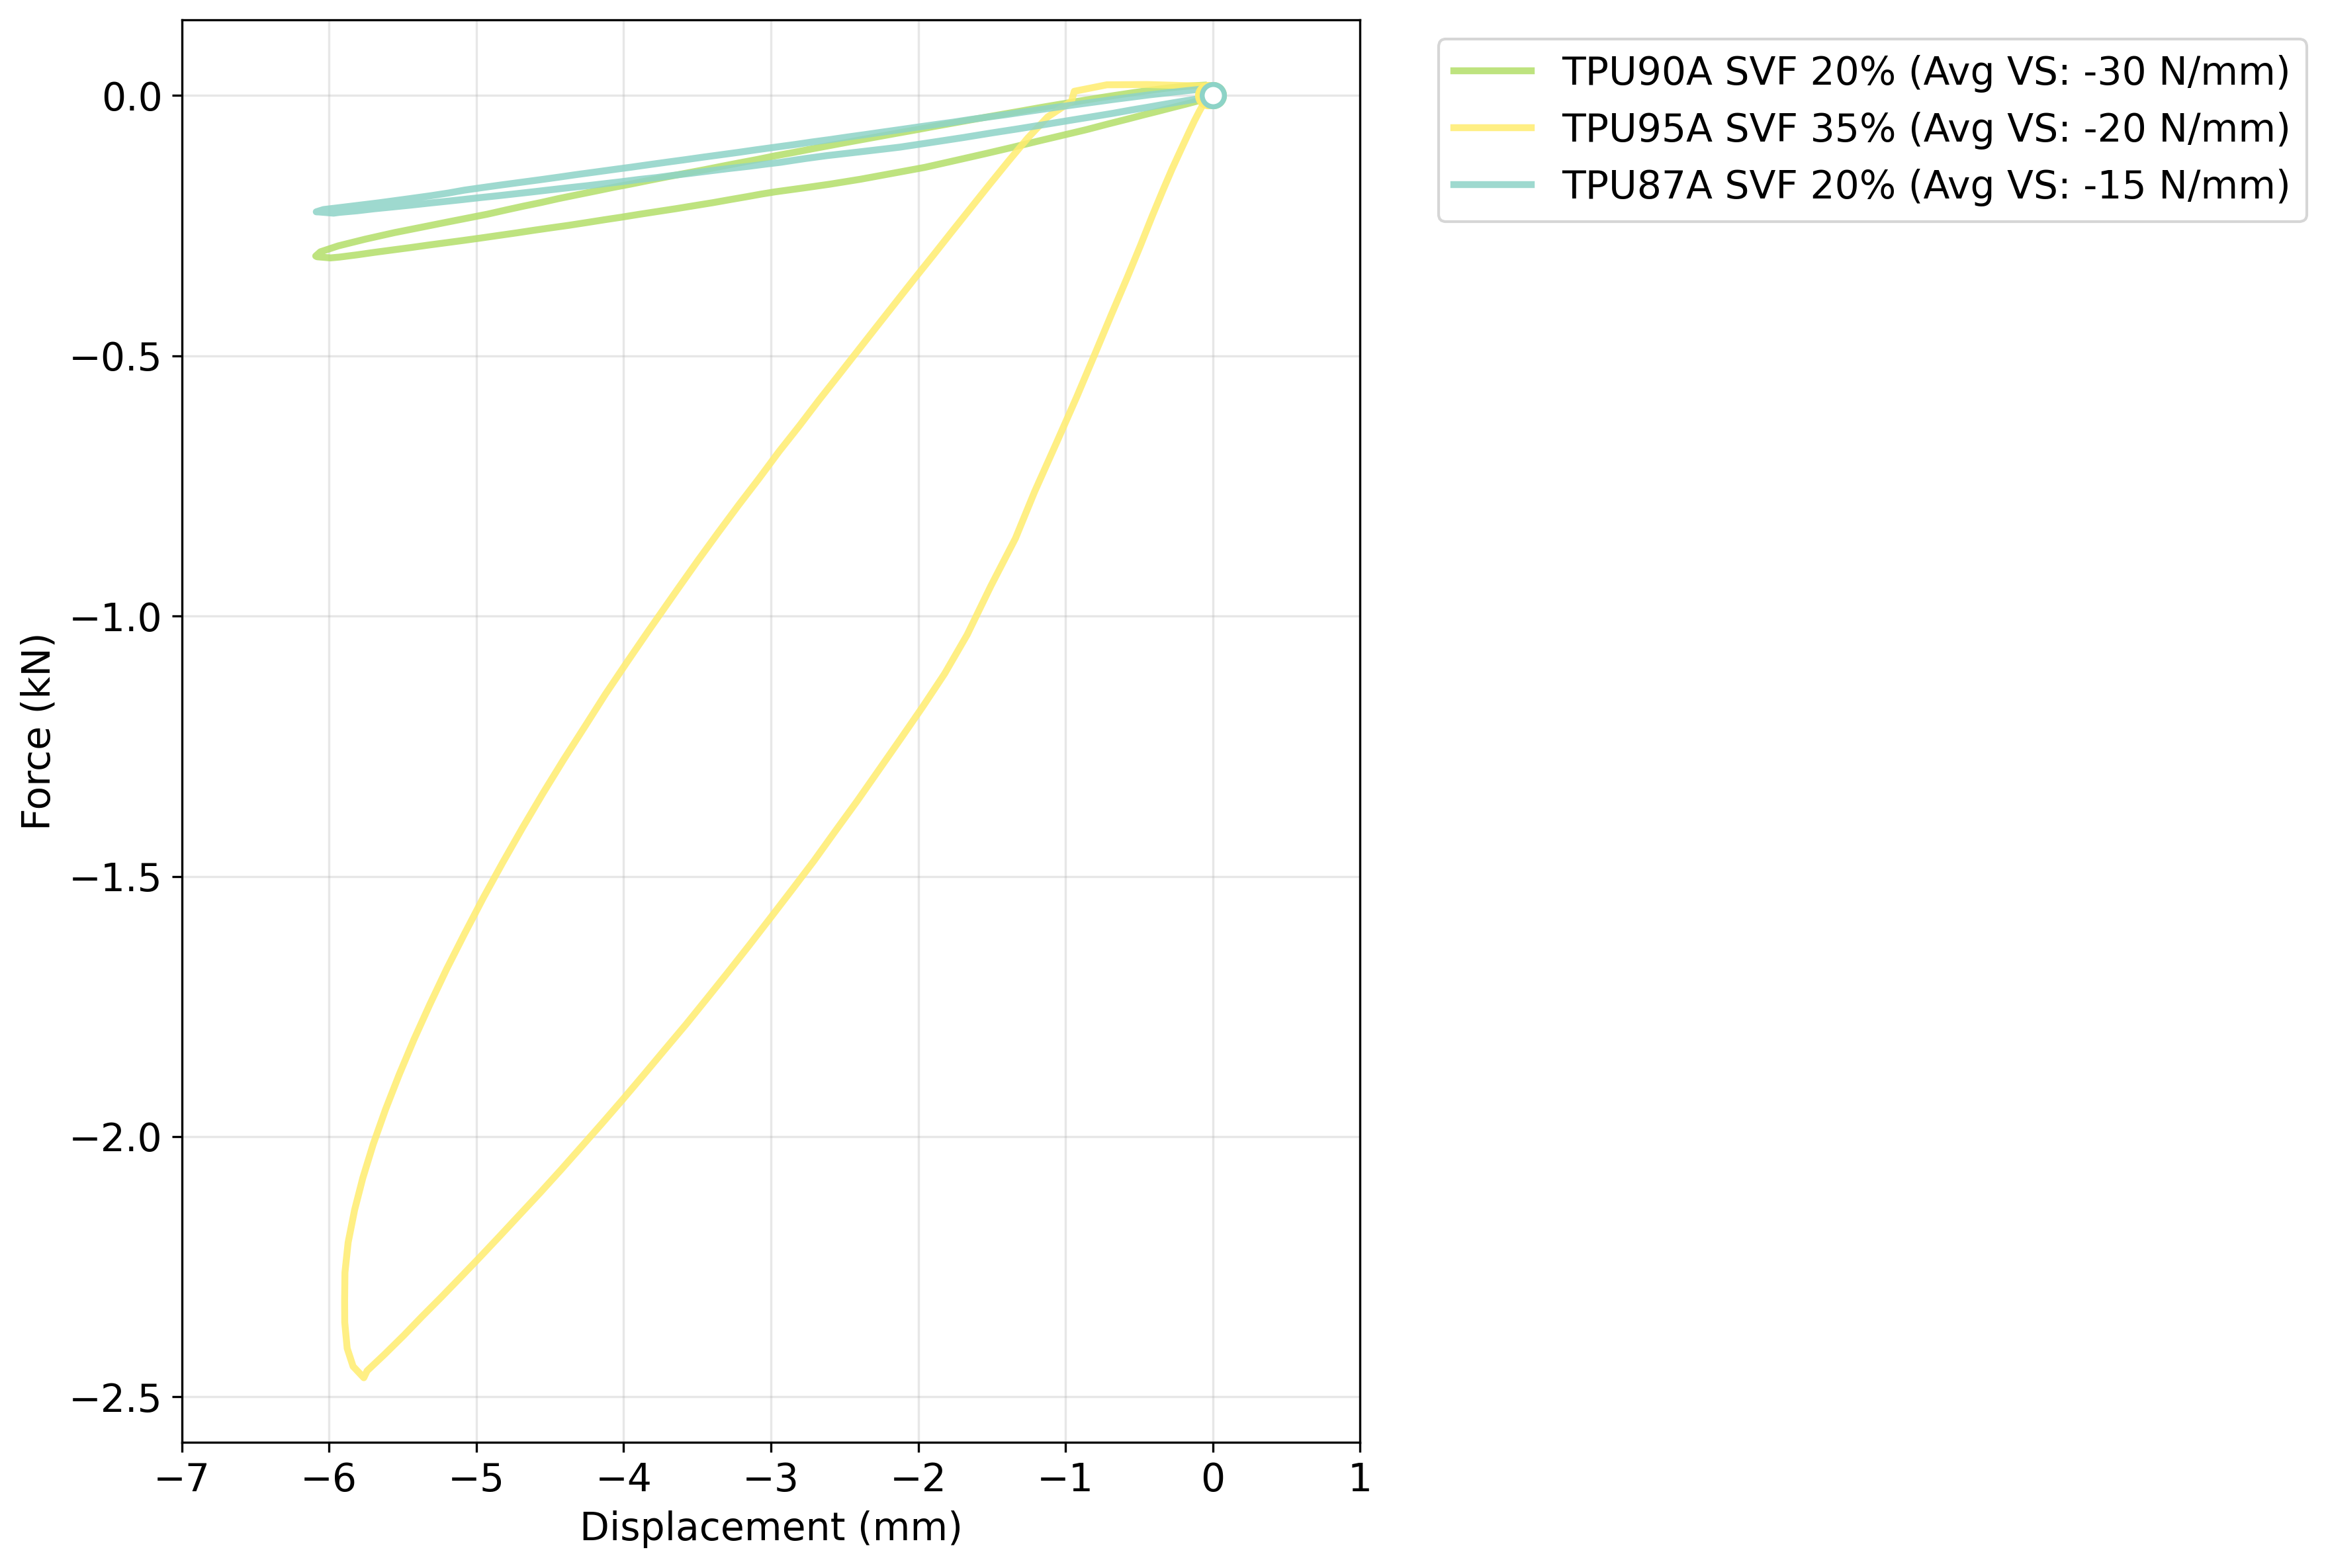 TPU90A SVF 20% (Avg VS: -30 N/mm)
TPU95A SVF 35% (Avg VS: -20 N/mm)
TPU87A SVF 20% (Avg VS: -15 N/mm)
0.0
−0.5
−1.0
−1.5
−2.0
−2.5
Force (kN)
−7 −6 −5 −4 −3 −2 −1 0 1
Displacement (mm)